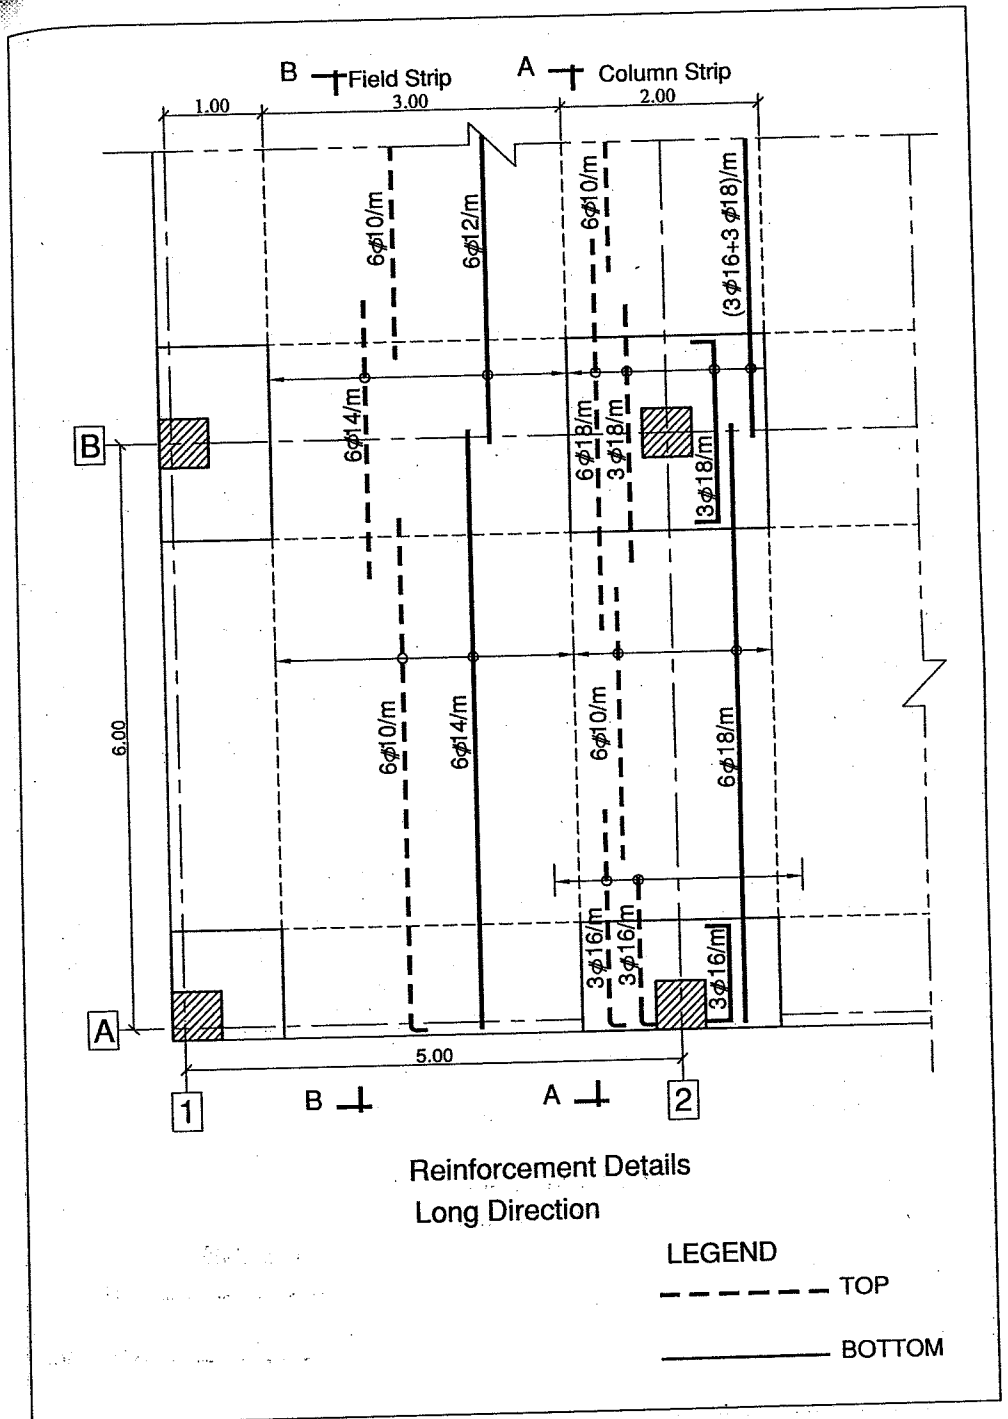 B Field Strip A Column Strip
1.00 3.00 2.00
6ϕ10/m 6ϕ12/m 6ϕ10/m (3ϕ16+3ϕ18)/m
6ϕ14/m 6ϕ18/m 3ϕ18/m 3ϕ18/m
B
6.00
6ϕ10/m 6ϕ14/m 6ϕ10/m 6ϕ18/m
3ϕ16/m 3ϕ16/m 3ϕ16/m
A
5.00
1 B A 2
Reinforcement Details
Long Direction
LEGEND
TOP
BOTTOM